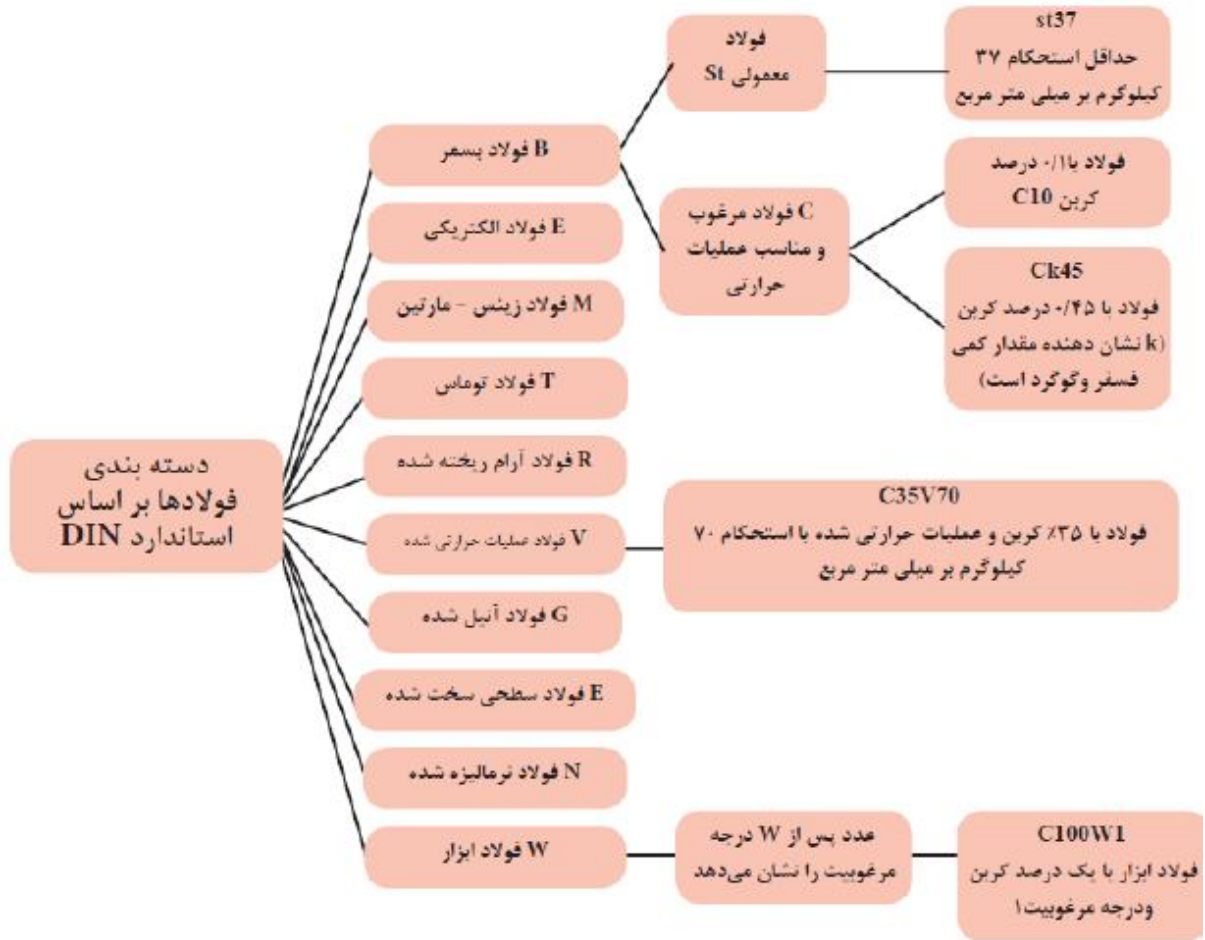 دسته بندی
فولادها بر اساس
استاندارد DIN
B فولاد بسمر
فولاد
معمولی St
st37
حداقل استحکام ۳۷
کیلوگرم بر میلی متر مربع
C فولاد مرغوب
و مناسب عملیات
حرارتی
فولاد با ۰/۱ درصد
کربن C10
Ck45
فولاد با ۰/۴۵ درصد کربن
(k نشان دهنده مقدار کمی
فسفر وگوگرد است)
E فولاد الکتریکی
M فولاد زینس – مارتین
T فولاد توماس
R فولاد آرام ریخته شده
V فولاد عملیات حرارتی شده
C35V70
فولاد با ۳۵٪ کربن و عملیات حرارتی شده با استحکام ۷۰
کیلوگرم بر میلی متر مربع
G فولاد آنیل شده
E فولاد سطحی سخت شده
N فولاد نرمالیزه شده
W فولاد ابزار
عدد پس از W درجه
مرغوبیت را نشان می‌دهد
C100W1
فولاد ابزار با یک درصد کربن
ودرجه مرغوبیت۱